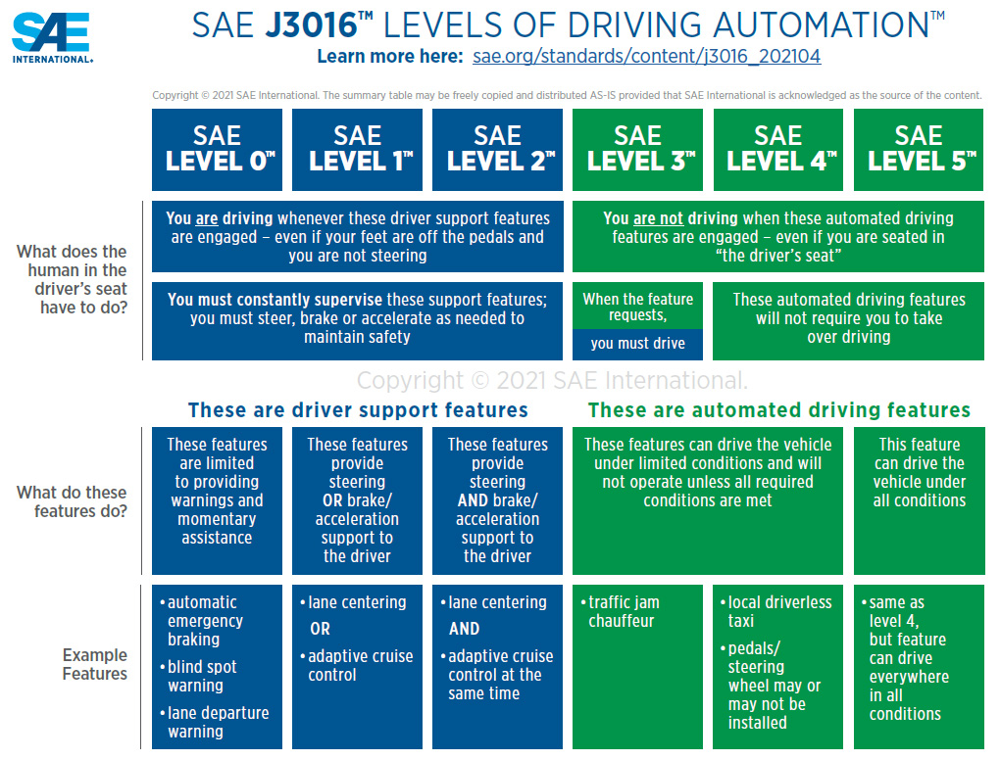 SAE
INTERNATIONAL®
SAE J3016™ LEVELS OF DRIVING AUTOMATION™
Learn more here: sae.org/standards/content/j3016_202104
Copyright © 2021 SAE International. The summary table may be freely copied and distributed AS-IS provided that SAE International is acknowledged as the source of the content.
SAE
LEVEL 0™
SAE
LEVEL 1™
SAE
LEVEL 2™
SAE
LEVEL 3™
SAE
LEVEL 4™
SAE
LEVEL 5™
What does the
human in the
driver's seat
have to do?
You are driving whenever these driver support features
are engaged – even if your feet are off the pedals and
you are not steering
You are not driving when these automated driving
features are engaged – even if you are seated in
“the driver's seat”
You must constantly supervise these support features;
you must steer, brake or accelerate as needed to
maintain safety
When the feature
requests,
you must drive
These automated driving features
will not require you to take
over driving
Copyright © 2021 SAE International.
These are driver support features
These are automated driving features
What do these
features do?
These features
are limited
to providing
warnings and
momentary
assistance
These features
provide
steering
OR brake/
acceleration
support to
the driver
These features
provide
steering
AND brake/
acceleration
support to
the driver
These features can drive the vehicle
under limited conditions and will
not operate unless all required
conditions are met
This feature
can drive the
vehicle under
all conditions
Example
Features
• automatic
emergency
braking
• blind spot
warning
• lane departure
warning
• lane centering
OR
• adaptive cruise
control
• lane centering
AND
• adaptive cruise
control at the
same time
• traffic jam
chauffeur
• local driverless
taxi
• pedals/
steering
wheel may or
may not be
installed
• same as
level 4,
but feature
can drive
everywhere
in all
conditions